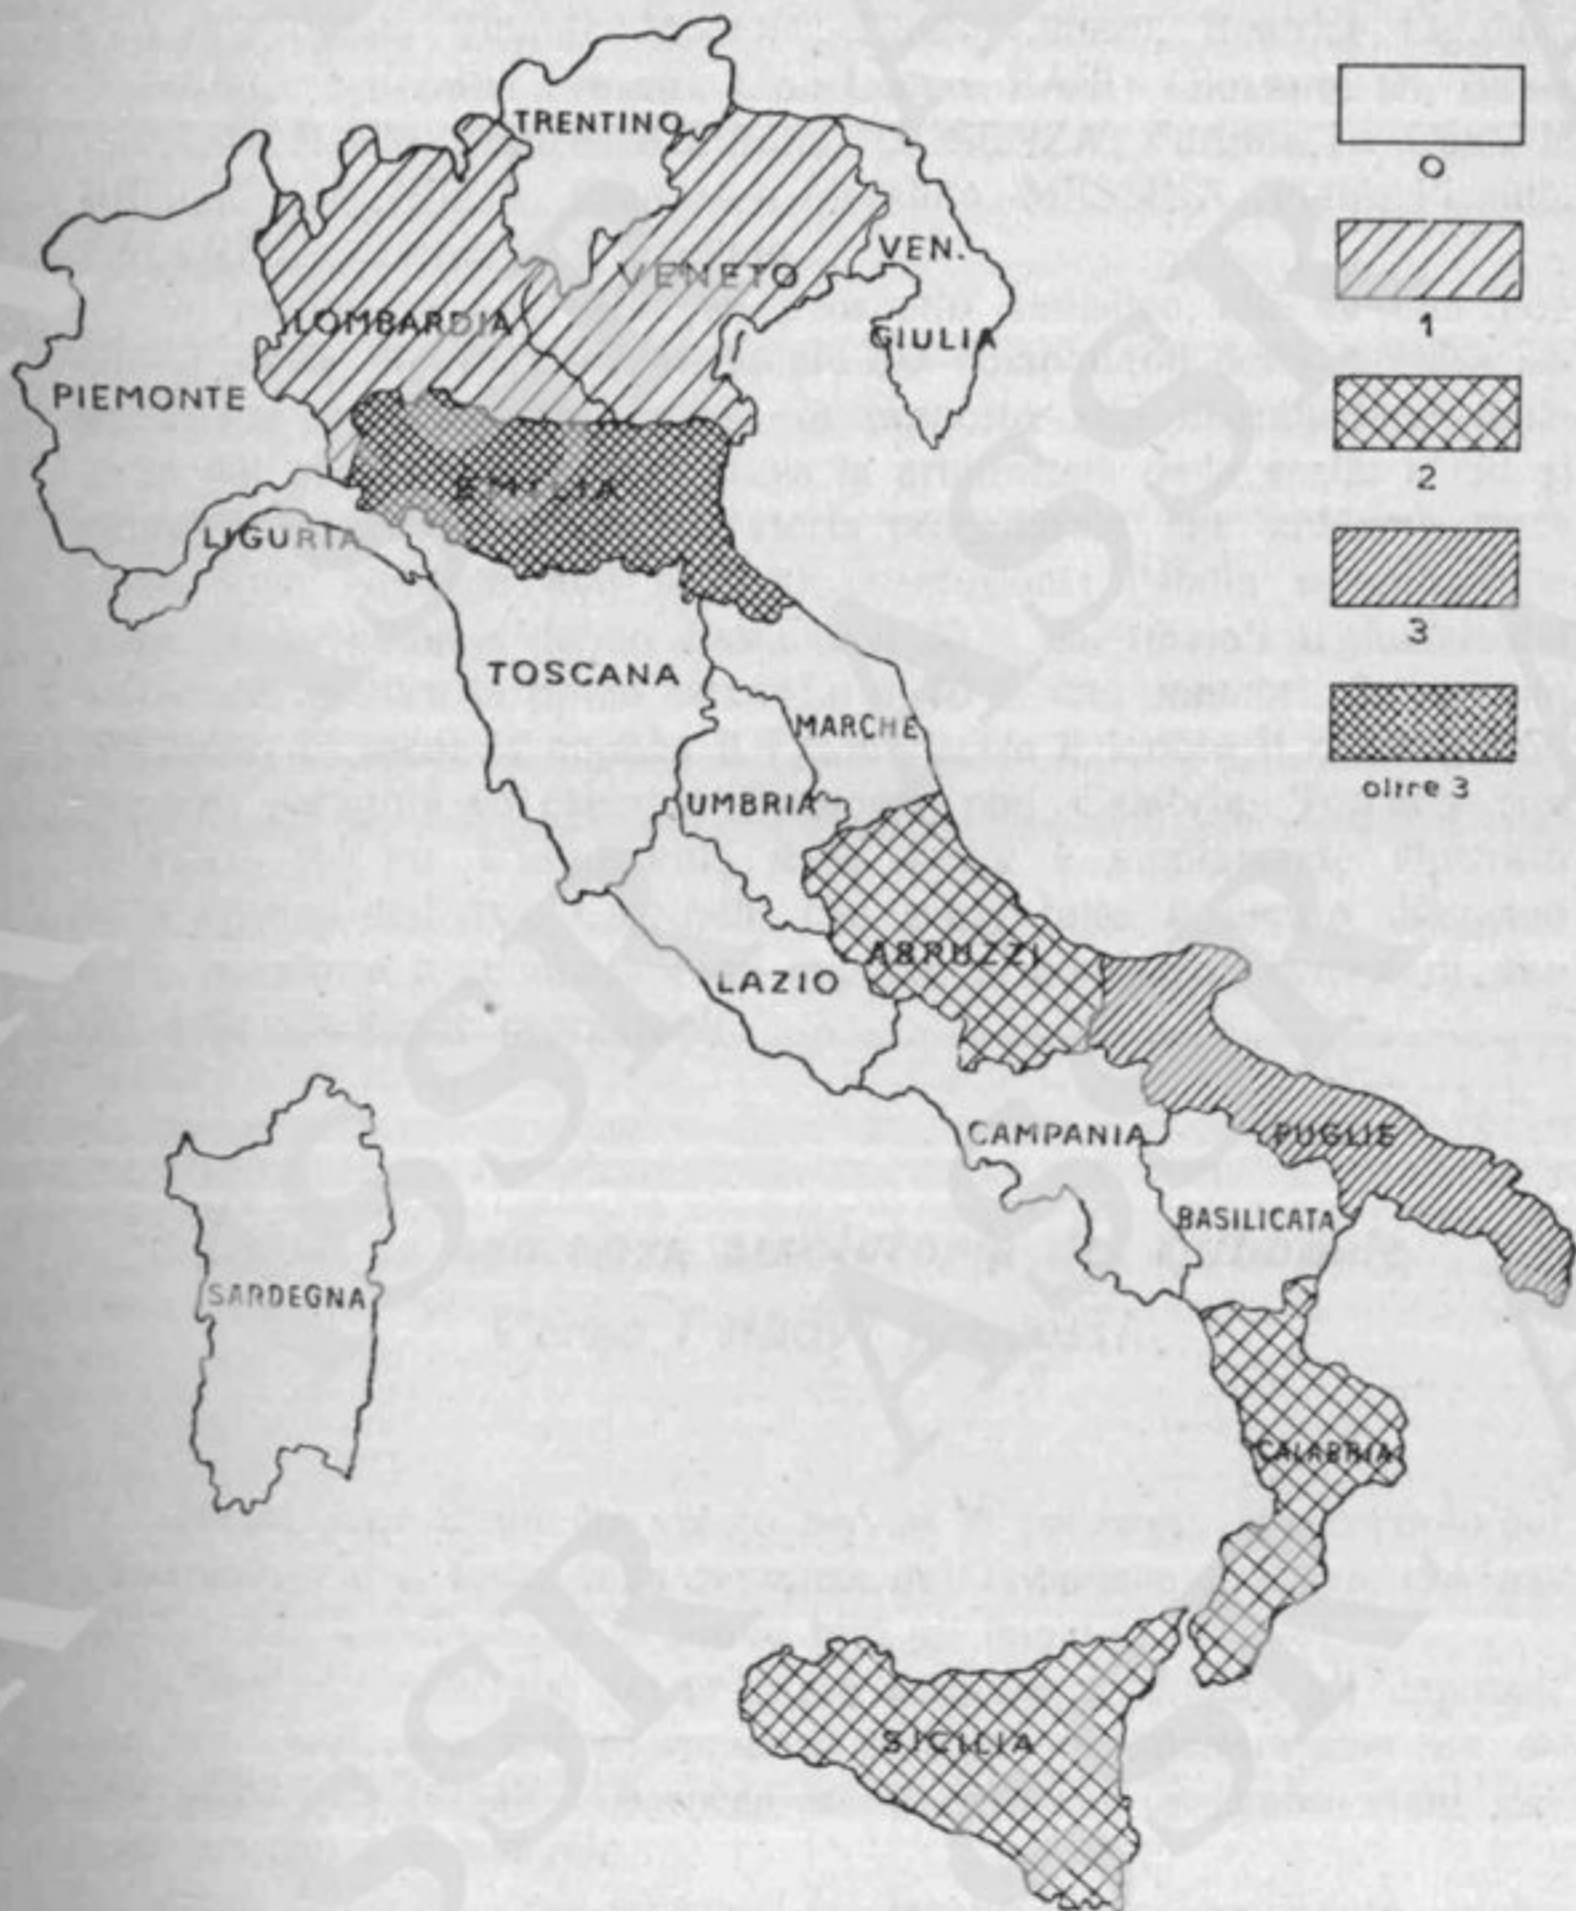 TRENTINO
VENETO
VEN.
GIULIA
LOMBARDIA
PIEMONTE
EMILIA
LIGURIA
TOSCANA
MARCHE
UMBRIA
ABRUZZI
LAZIO
CAMPANIA
PUGLIE
BASILICATA
SARDEGNA
CALABRIA
SICILIA
0
1
2
3
oltre 3
ASSR